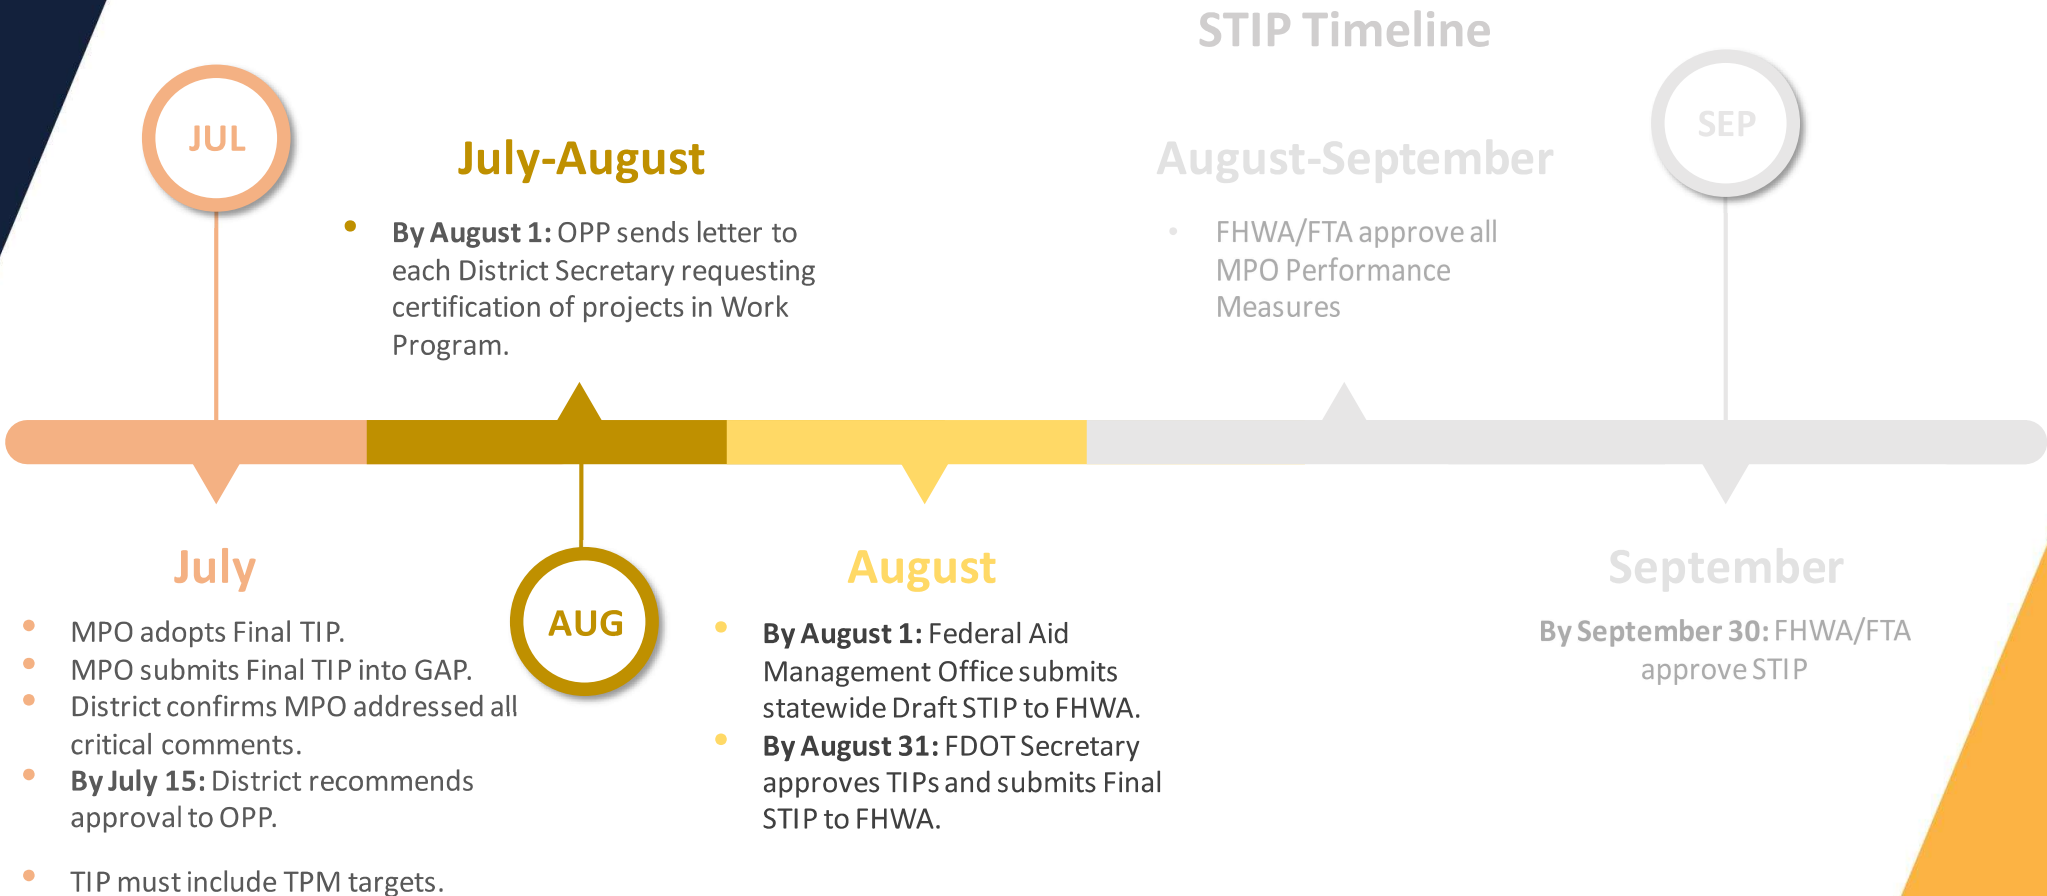 STIP Timeline
JUL
July-August
• By August 1: OPP sends letter to
each District Secretary requesting
certification of projects in Work
Program.
August-September
• FHWA/FTA approve all
MPO Performance
Measures
SEP
July
• MPO adopts Final TIP.
• MPO submits Final TIP into GAP.
• District confirms MPO addressed all
critical comments.
• By July 15: District recommends
approval to OPP.
• TIP must include TPM targets.
AUG
August
• By August 1: Federal Aid
Management Office submits
statewide Draft STIP to FHWA.
• By August 31: FDOT Secretary
approves TIPs and submits Final
STIP to FHWA.
September
By September 30: FHWA/FTA
approve STIP